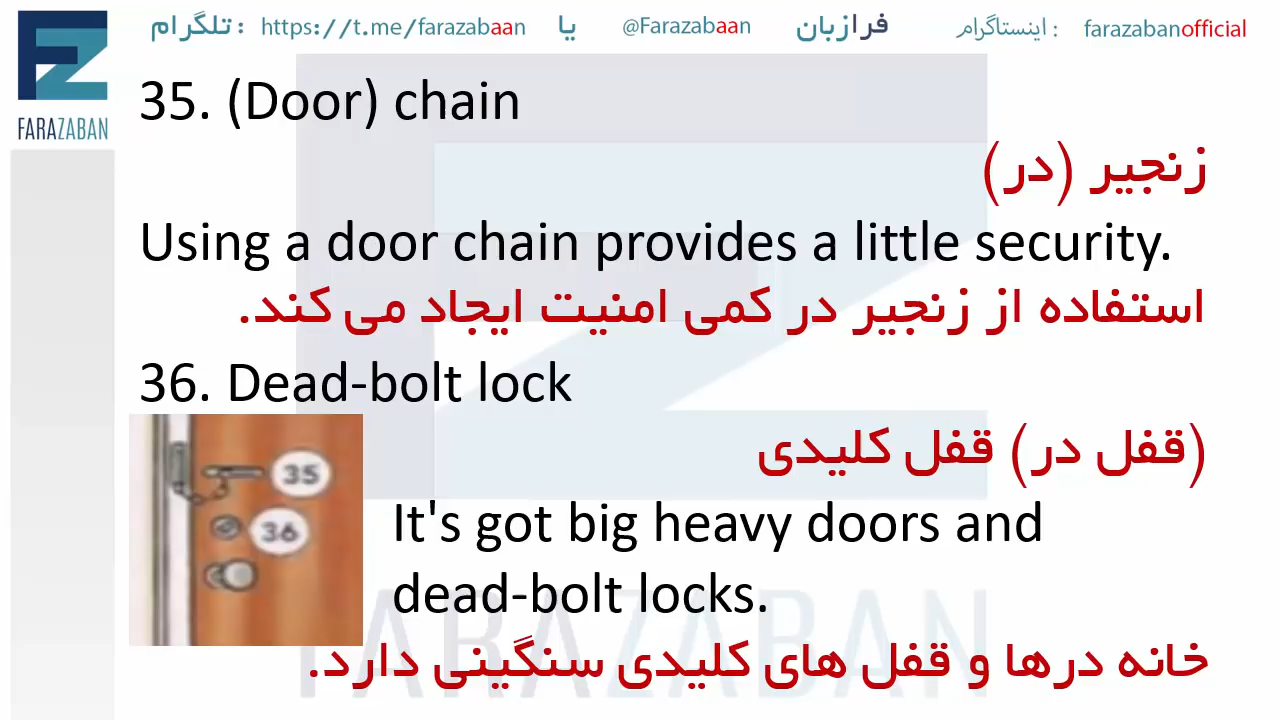 تلگرام : https://t.me/farazabaan یا @Farazabaan فرازبان اینستاگرام : farazabanofficial
FARAZABAN
35. (Door) chain
زنجیر (در)
Using a door chain provides a little security.
استفاده از زنجیر در کمی امنیت ایجاد می کند.
36. Dead-bolt lock
(قفل در) قفل کلیدی
35
36
It's got big heavy doors and
dead-bolt locks.
خانه درها و قفل های کلیدی سنگینی دارد.
FARAZABAN